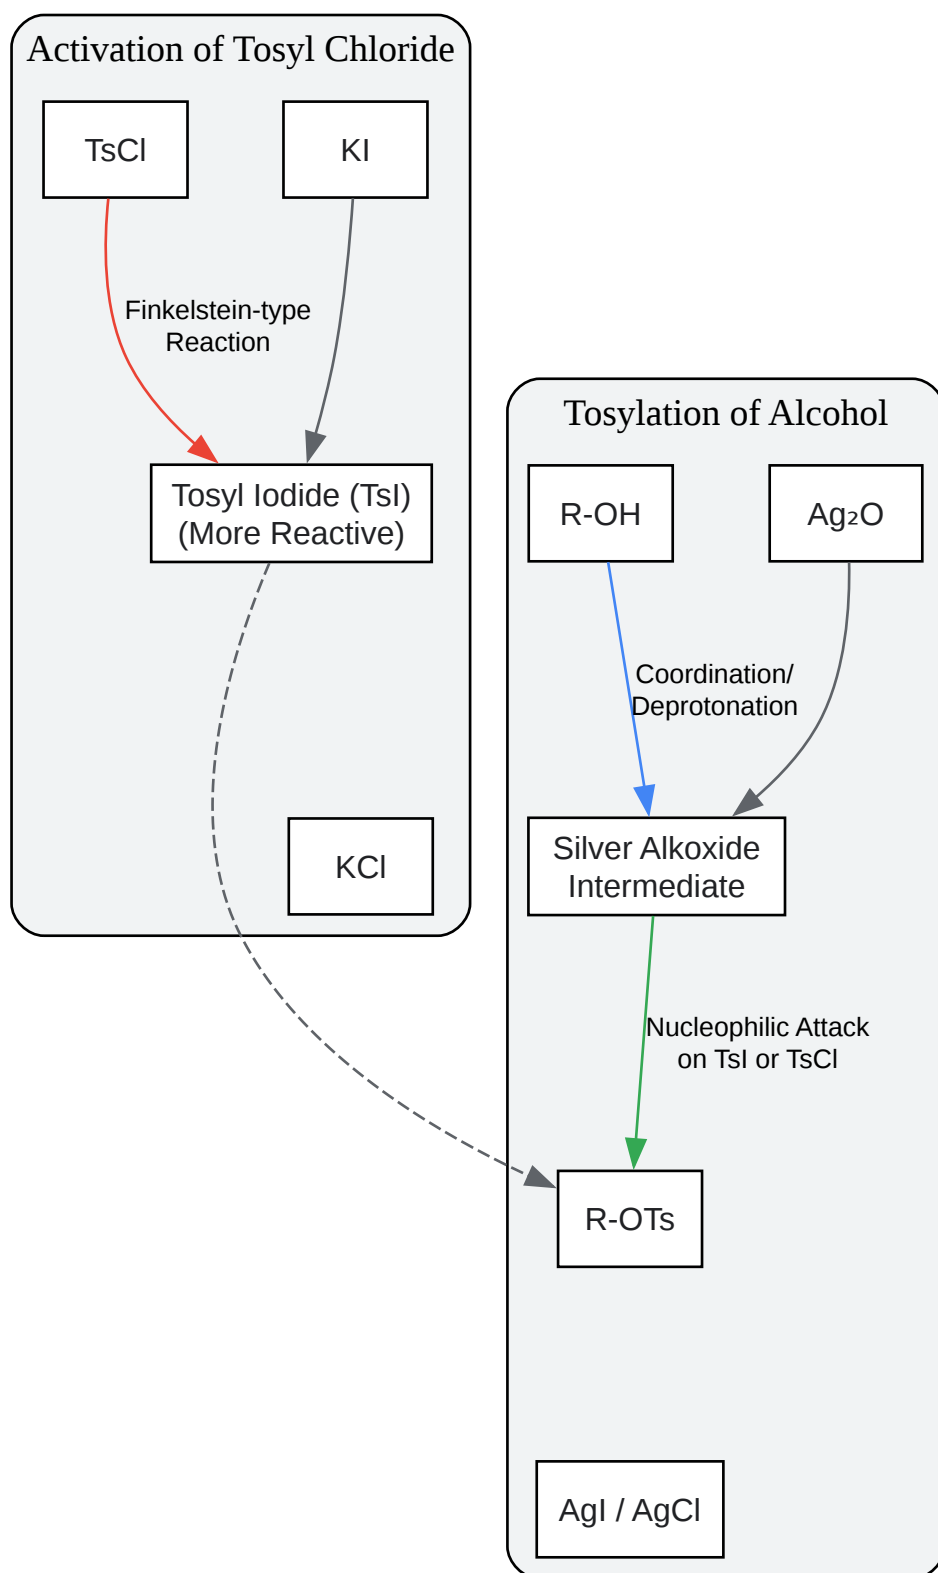 Activation of Tosyl Chloride
TsCl
KI
Finkelstein-type
Reaction
Tosyl Iodide (TsI)
(More Reactive)
KCl
Tosylation of Alcohol
R-OH
Ag₂O
Coordination/
Deprotonation
Silver Alkoxide
Intermediate
Nucleophilic Attack
on TsI or TsCl
R-OTs
AgI / AgCl